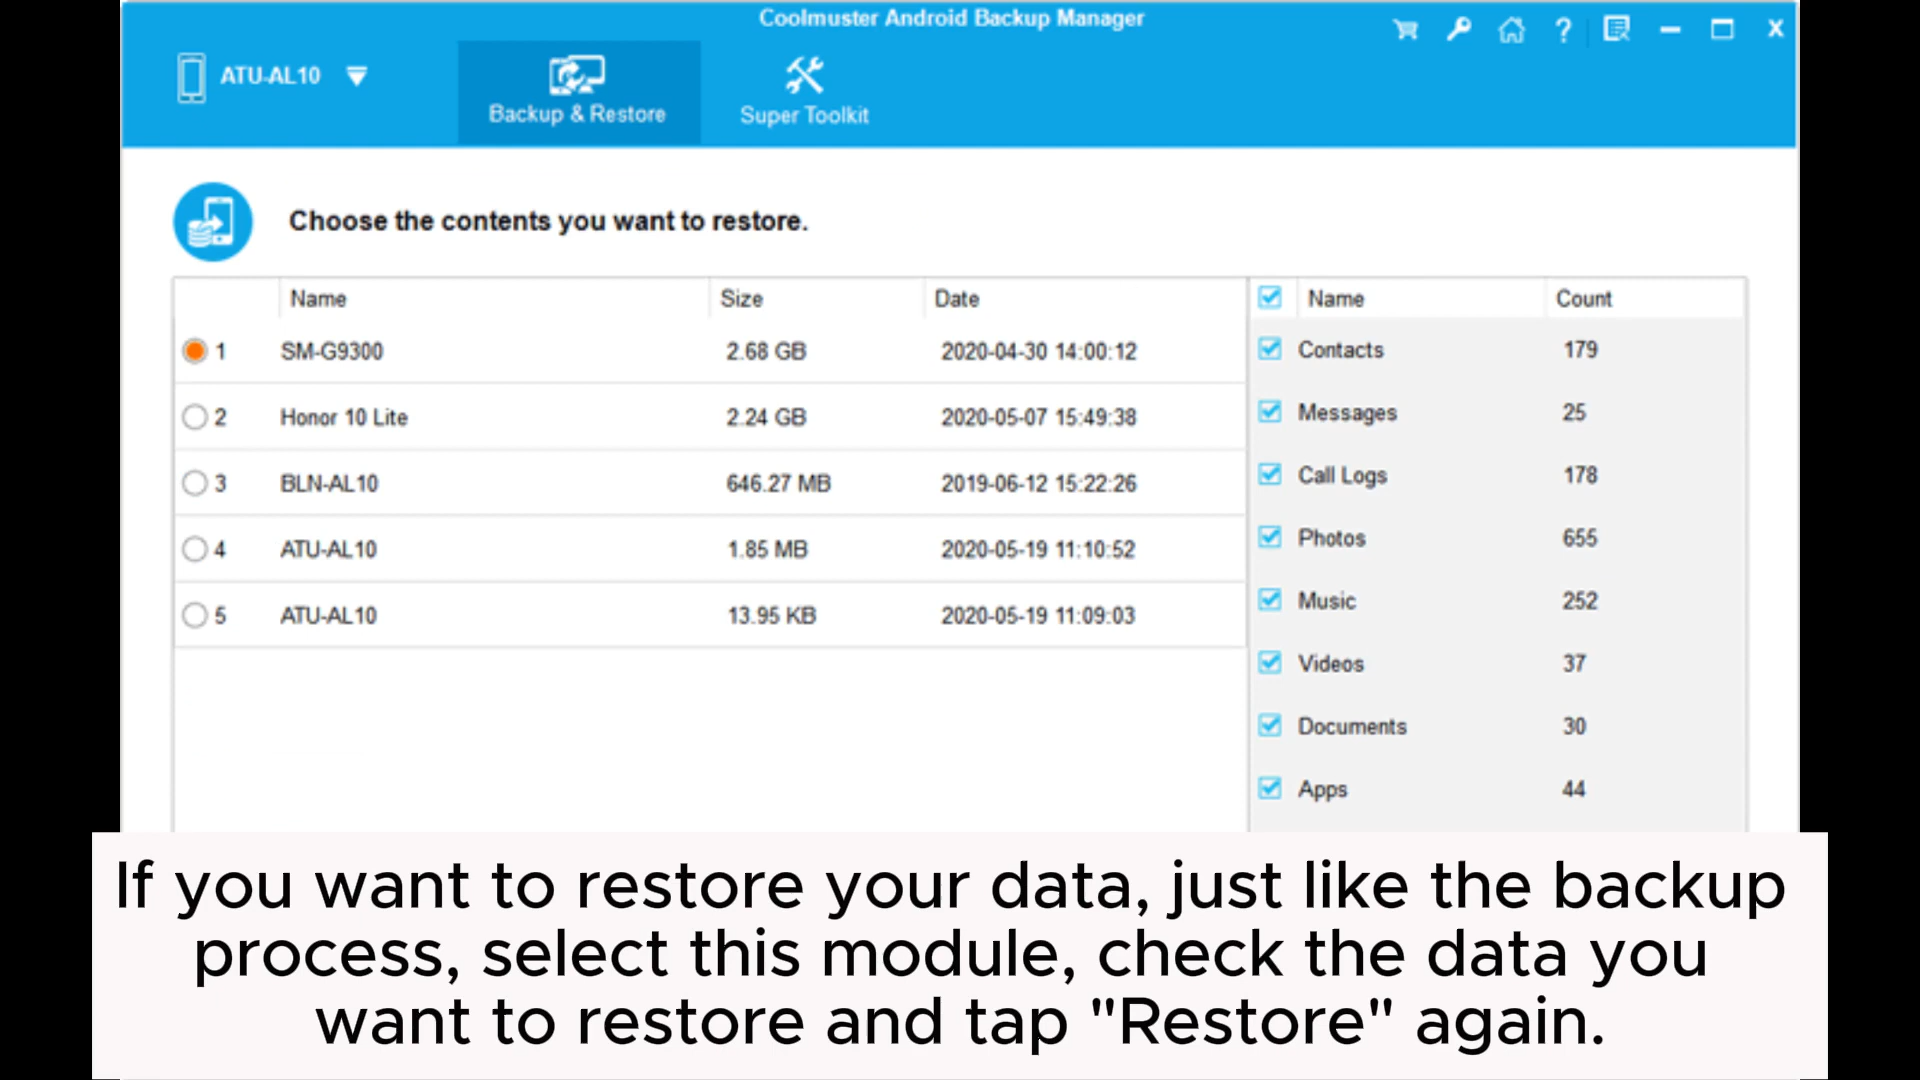 Coolmuster Android Backup Manager
ATU-AL10
Backup & Restore
Super Toolkit
?
Choose the contents you want to restore.
Name Size Date
1 SM-G9300 2.68 GB 2020-04-30 14:00:12
2 Honor 10 Lite 2.24 GB 2020-05-07 15:49:38
3 BLN-AL10 646.27 MB 2019-06-12 15:22:26
4 ATU-AL10 1.85 MB 2020-05-19 11:10:52
5 ATU-AL10 13.95 KB 2020-05-19 11:09:03
Name Count
Contacts 179
Messages 25
Call Logs 178
Photos 655
Music 252
Videos 37
Documents 30
Apps 44
If you want to restore your data, just like the backup
process, select this module, check the data you
want to restore and tap "Restore" again.